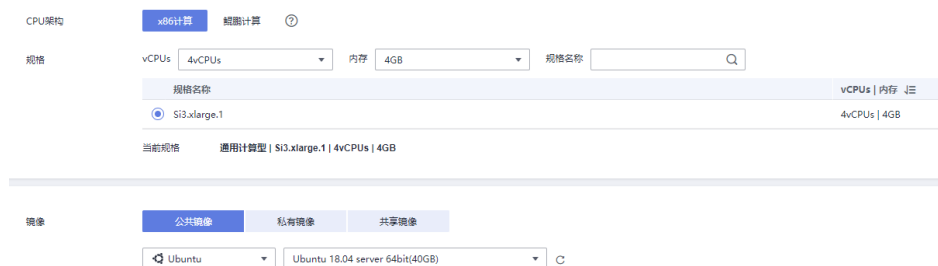 CPU架构 x86计算 鲲鹏计算 ?
规格 vCPUs 4vCPUs 内存 4GB 规格名称
规格名称 vCPUs | 内存
Si3.xlarge.1 4vCPUs | 4GB
当前规格 通用计算型 | Si3.xlarge.1 | 4vCPUs | 4GB
镜像 公共镜像 私有镜像 共享镜像
Ubuntu Ubuntu 18.04 server 64bit(40GB)